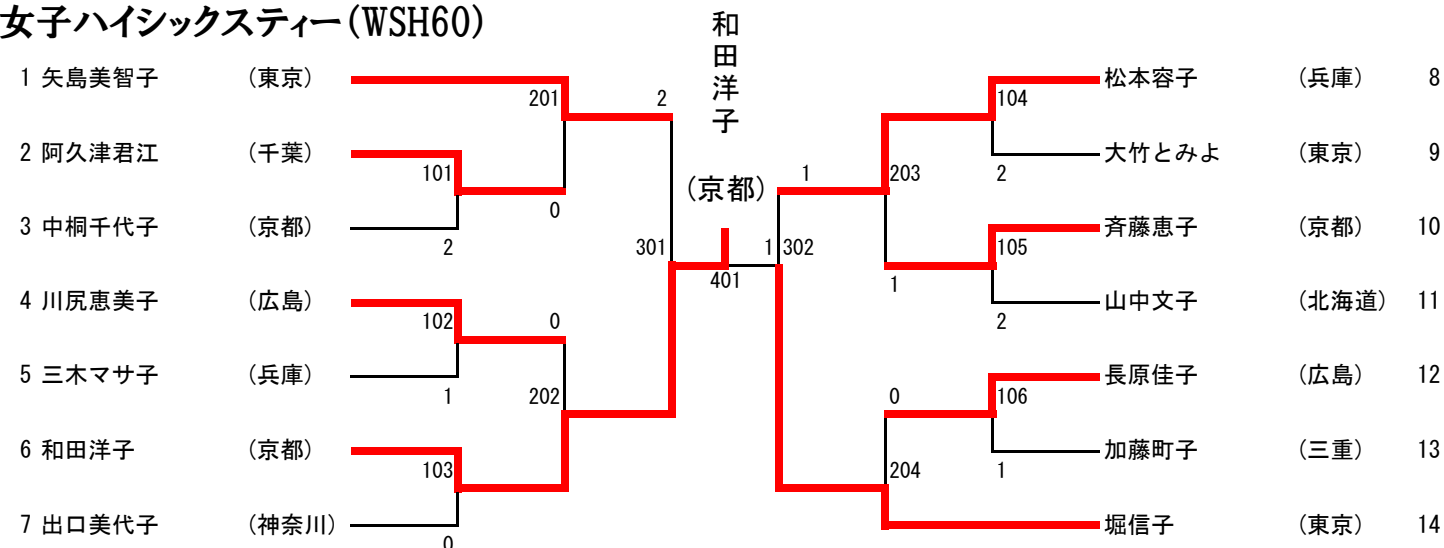 女子ハイシックスティー(WSH60)
和田洋子
(京都)
1 矢島美智子 (東京)
2 阿久津君江 (千葉)
3 中桐千代子 (京都)
4 川尻恵美子 (広島)
5 三木マサ子 (兵庫)
6 和田洋子 (京都)
7 出口美代子 (神奈川)
201
2
101
0
2
301
102
0
1
202
103
0
401
1
1
302
104
2
203
105
1
2
0
106
204
1
松本容子 (兵庫) 8
大竹とみよ (東京) 9
斉藤恵子 (京都) 10
山中文子 (北海道) 11
長原佳子 (広島) 12
加藤町子 (三重) 13
堀信子 (東京) 14